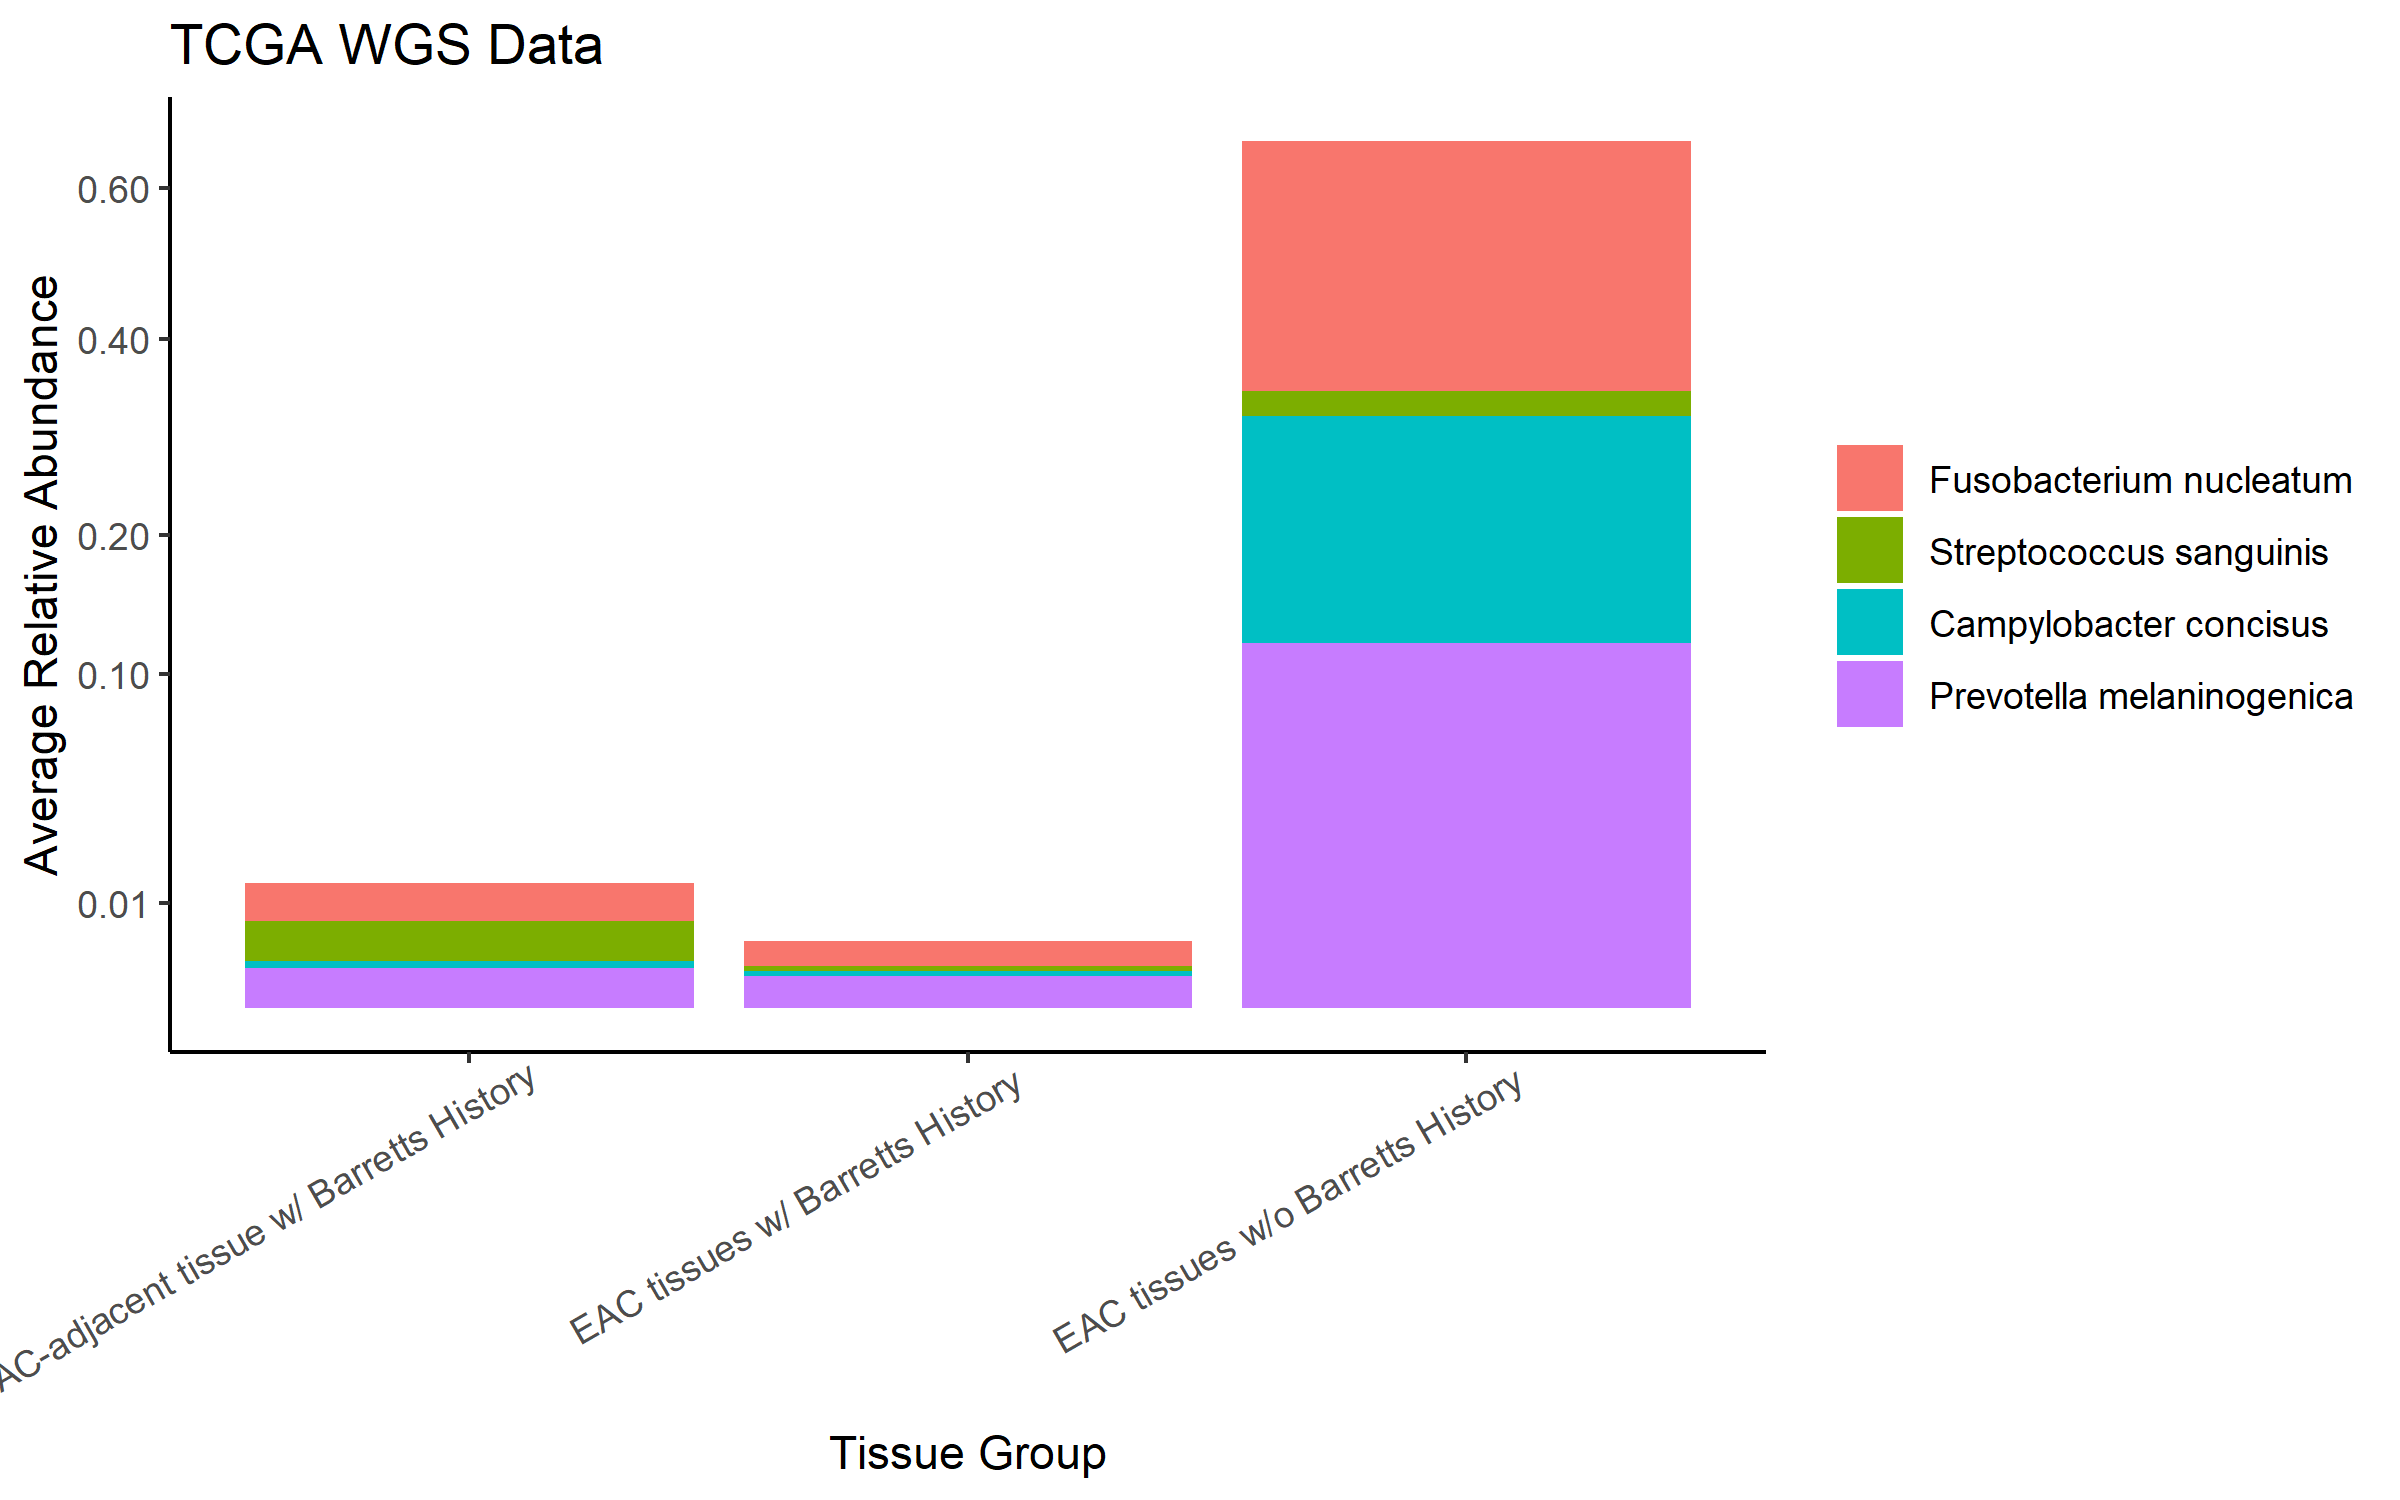 TCGA WGS Data
Average Relative Abundance
0.60
0.40
0.20
0.10
0.01
AC-adjacent tissue w/ Barretts History
EAC tissues w/ Barretts History
EAC tissues w/o Barretts History
Tissue Group
Fusobacterium nucleatum
Streptococcus sanguinis
Campylobacter concisus
Prevotella melaninogenica